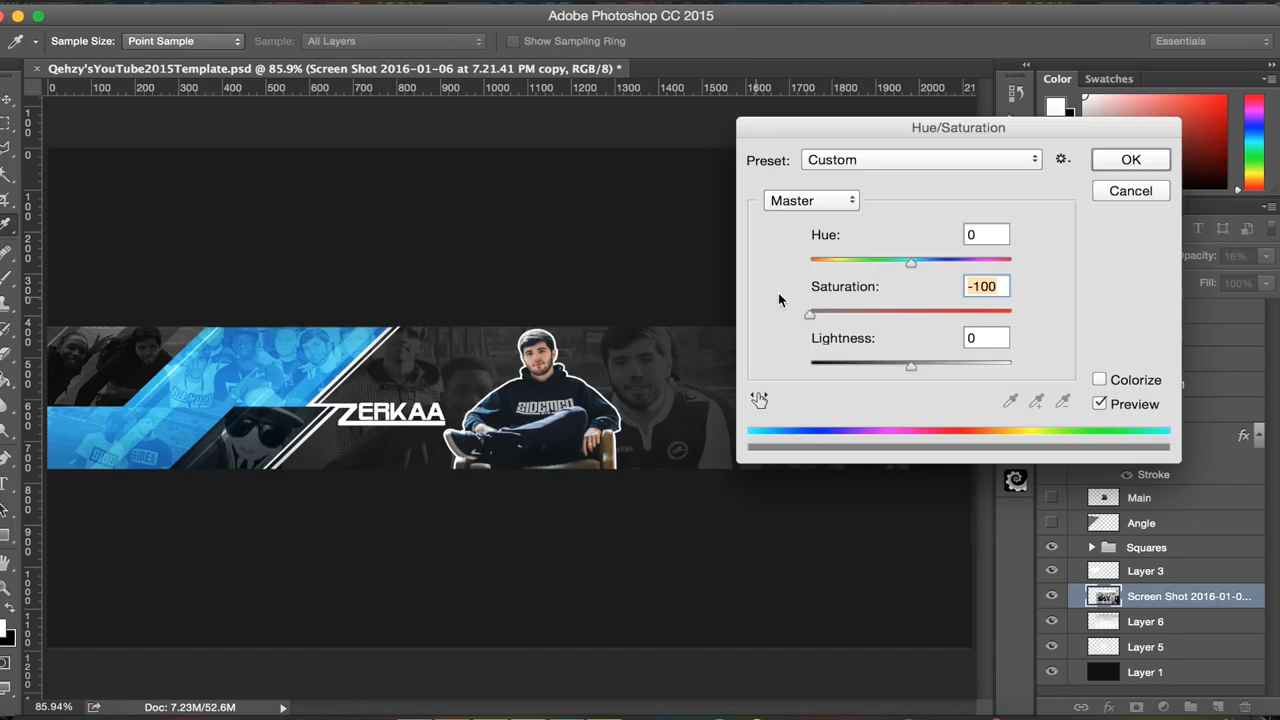 Adobe Photoshop CC 2015
Sample Size: Point Sample Sample: All Layers Show Sampling Ring Essentials
× Qehzy'sYouTube2015Template.psd @ 85.9% (Screen Shot 2016-01-06 at 7.21.41 PM copy, RGB/8) *
Color Swatches
0 100 200 300 400 500 600 700 800 900 1000 1100 1200 1300 1400 1500 1600 1700 1800 1900 2000 21
Hue/Saturation
Preset: Custom OK
Cancel
Master
Hue: 0
Saturation: -100
Lightness: 0
Colorize
Preview
Opacity: 16%
Fill: 100%
ZERKAA
SIDEMEN
fx
Stroke
Main
Angle
Squares
Layer 3
Screen Shot 2016-01-0...
Layer 6
Layer 5
Layer 1
85.94% Doc: 7.23M/52.6M
fx